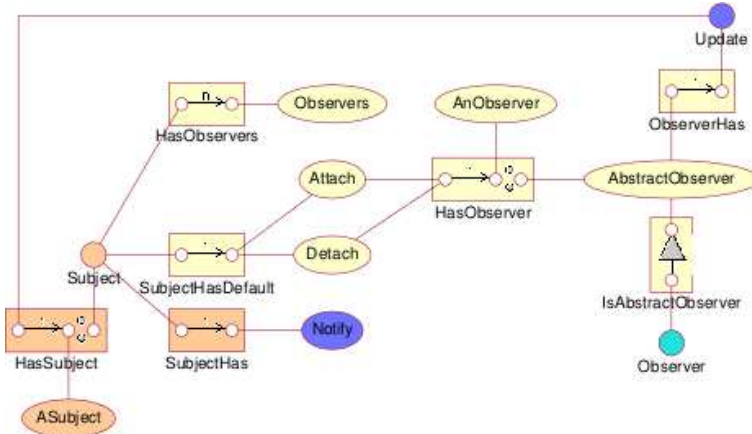 Update
n
HasObservers
Observers
AnObserver
ObserverHas
Attach
HasObserver
AbstractObserver
Subject
SubjectHasDefault
Detach
IsAbstractObserver
HasSubject
SubjectHas
Notify
Observer
ASubject